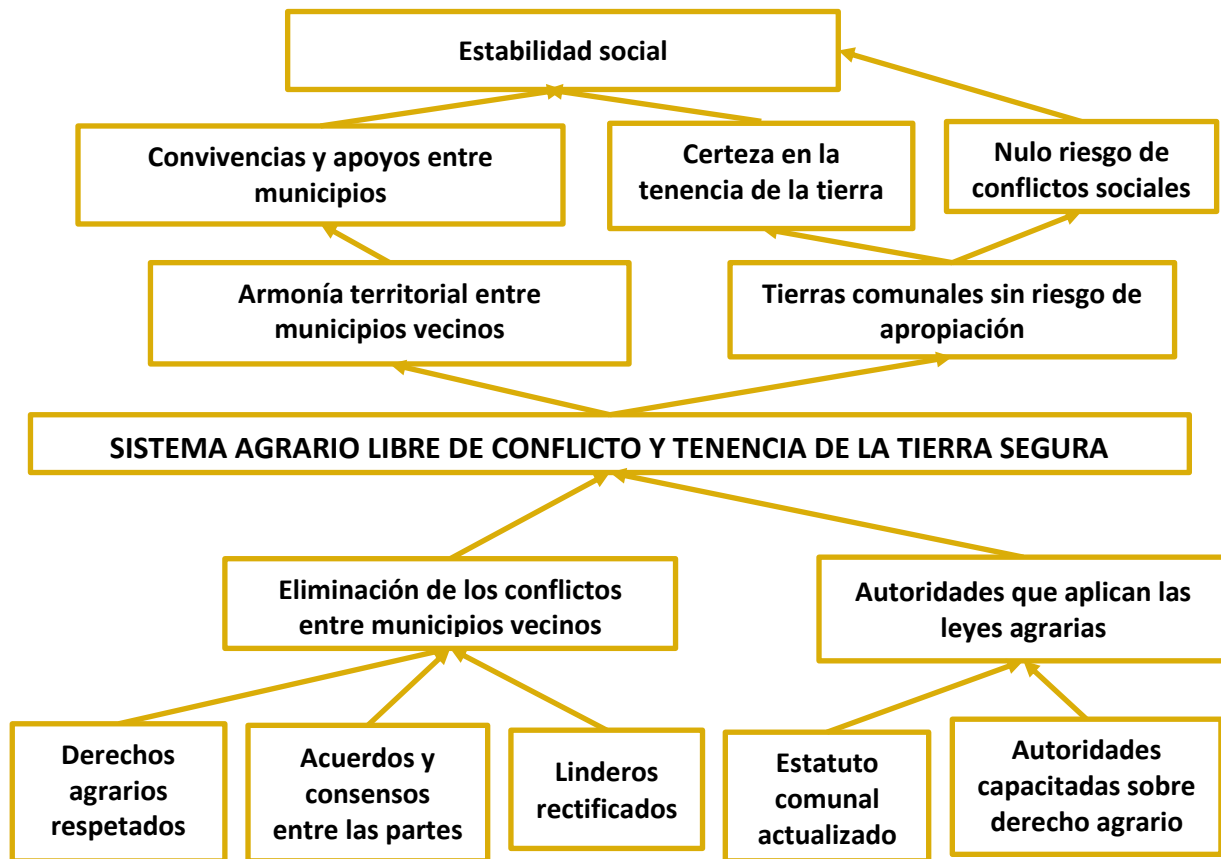 Estabilidad social
Convivencias y apoyos entre
municipios
Certeza en la
tenencia de la tierra
Nulo riesgo de
conflictos sociales
Armonía territorial entre
municipios vecinos
Tierras comunales sin riesgo de
apropiación
SISTEMA AGRARIO LIBRE DE CONFLICTO Y TENENCIA DE LA TIERRA SEGURA
Eliminación de los conflictos
entre municipios vecinos
Autoridades que aplican las
leyes agrarias
Derechos
agrarios
respetados
Acuerdos y
consensos
entre las partes
Linderos
rectificados
Estatuto
comunal
actualizado
Autoridades
capacitadas sobre
derecho agrario